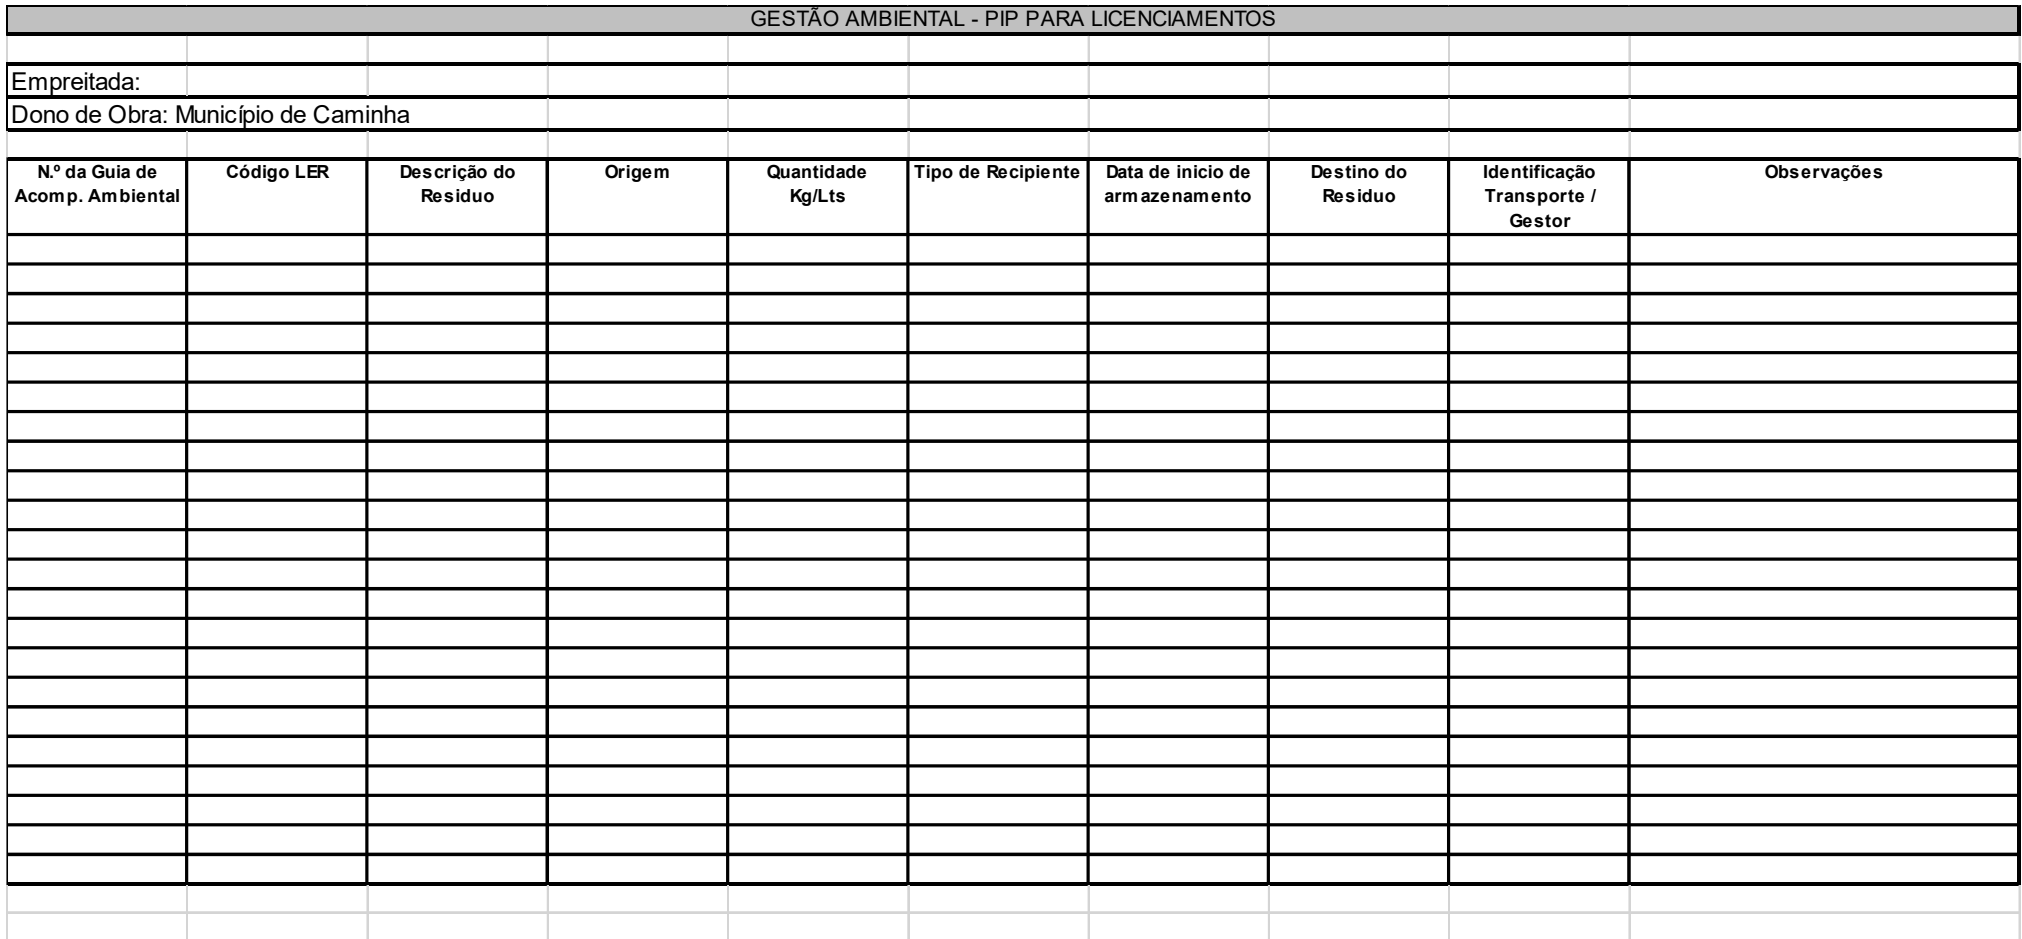 GESTÃO AMBIENTAL - PIP PARA LICENCIAMENTOS
Empreitada:
Dono de Obra: Município de Caminha
N.º da Guia de Acomp. Ambiental
Código LER
Descrição do Residuo
Origem
Quantidade Kg/Lts
Tipo de Recipiente
Data de inicio de armazenamento
Destino do Residuo
Identificação Transporte / Gestor
Observações